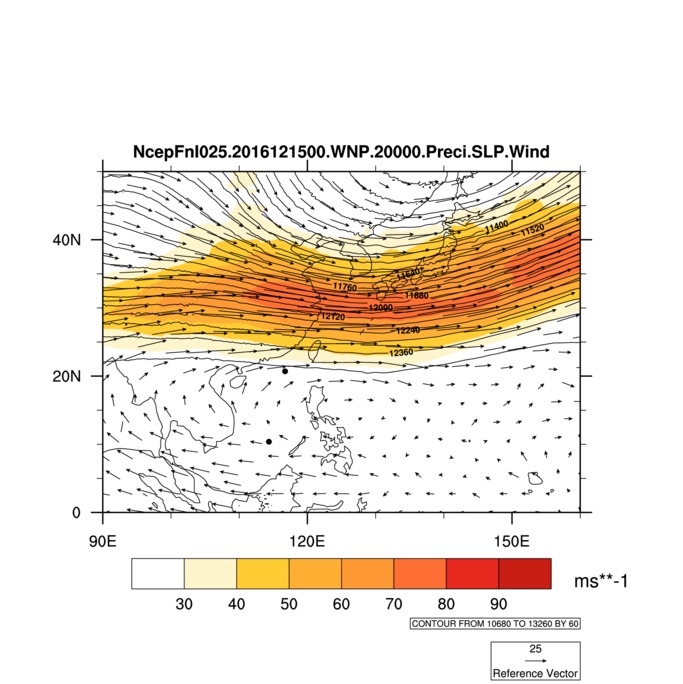 NcepFnl025.2016121500.WNP.20000.Preci.SLP.Wind
11400
11520
40N
11640
11760
11880
12000
12120
12240
12360
20N
0
90E 120E 150E
ms**-1
30 40 50 60 70 80 90
CONTOUR FROM 10680 TO 13260 BY 60
25
Reference Vector